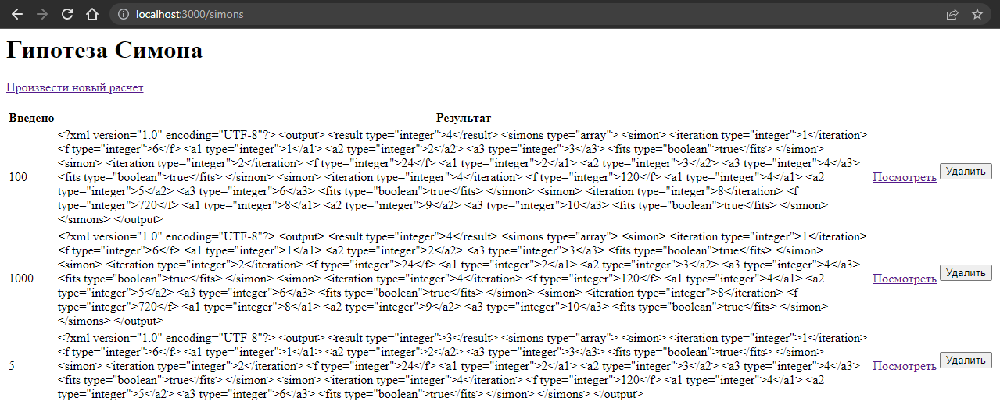 localhost:3000/simons
Гипотеза Симона
Произвести новый расчет
Введено Результат
<?xml version="1.0" encoding="UTF-8"?> <output> <result type="integer">4</result> <simons type="array"> <simon> <iteration type="integer">1</iteration>
<f type="integer">6</f> <a1 type="integer">1</a1> <a2 type="integer">2</a2> <a3 type="integer">3</a3> <fits type="boolean">true</fits> </simon>
<simon> <iteration type="integer">2</iteration> <f type="integer">24</f> <a1 type="integer">2</a1> <a2 type="integer">3</a2> <a3 type="integer">4</a3>
100 <fits type="boolean">true</fits> </simon> <simon> <iteration type="integer">4</iteration> <f type="integer">120</f> <a1 type="integer">4</a1> <a2 Посмотреть Удалить
type="integer">5</a2> <a3 type="integer">6</a3> <fits type="boolean">true</fits> </simon> <simon> <iteration type="integer">8</iteration> <f
type="integer">720</f> <a1 type="integer">8</a1> <a2 type="integer">9</a2> <a3 type="integer">10</a3> <fits type="boolean">true</fits> </simon>
</simons> </output>
<?xml version="1.0" encoding="UTF-8"?> <output> <result type="integer">4</result> <simons type="array"> <simon> <iteration type="integer">1</iteration>
<f type="integer">6</f> <a1 type="integer">1</a1> <a2 type="integer">2</a2> <a3 type="integer">3</a3> <fits type="boolean">true</fits> </simon>
<simon> <iteration type="integer">2</iteration> <f type="integer">24</f> <a1 type="integer">2</a1> <a2 type="integer">3</a2> <a3 type="integer">4</a3>
1000 <fits type="boolean">true</fits> </simon> <simon> <iteration type="integer">4</iteration> <f type="integer">120</f> <a1 type="integer">4</a1> <a2 Посмотреть Удалить
type="integer">5</a2> <a3 type="integer">6</a3> <fits type="boolean">true</fits> </simon> <simon> <iteration type="integer">8</iteration> <f
type="integer">720</f> <a1 type="integer">8</a1> <a2 type="integer">9</a2> <a3 type="integer">10</a3> <fits type="boolean">true</fits> </simon>
</simons> </output>
<?xml version="1.0" encoding="UTF-8"?> <output> <result type="integer">3</result> <simons type="array"> <simon> <iteration type="integer">1</iteration>
<f type="integer">6</f> <a1 type="integer">1</a1> <a2 type="integer">2</a2> <a3 type="integer">3</a3> <fits type="boolean">true</fits> </simon>
5 <simon> <iteration type="integer">2</iteration> <f type="integer">24</f> <a1 type="integer">2</a1> <a2 type="integer">3</a2> <a3 type="integer">4</a3> Посмотреть Удалить
<fits type="boolean">true</fits> </simon> <simon> <iteration type="integer">4</iteration> <f type="integer">120</f> <a1 type="integer">4</a1> <a2
type="integer">5</a2> <a3 type="integer">6</a3> <fits type="boolean">true</fits> </simon> </simons> </output>